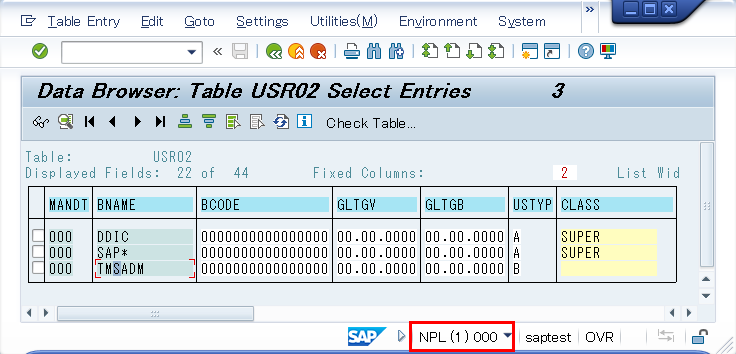 Table Entry Edit Goto Settings Utilities(M) Environment System »
«
Data Browser: Table USR02 Select Entries 3
Check Table...
Table: USR02
Displayed Fields: 22 of 44 Fixed Columns: 2 List Wid
MANDT BNAME BCODE GLTGV GLTGB USTYP CLASS
000 DDIC 0000000000000000 00.00.0000 00.00.0000 A SUPER
000 SAP* 0000000000000000 00.00.0000 00.00.0000 A SUPER
000 TMSADM 0000000000000000 00.00.0000 00.00.0000 B
SAP NPL (1) 000 saptest OVR